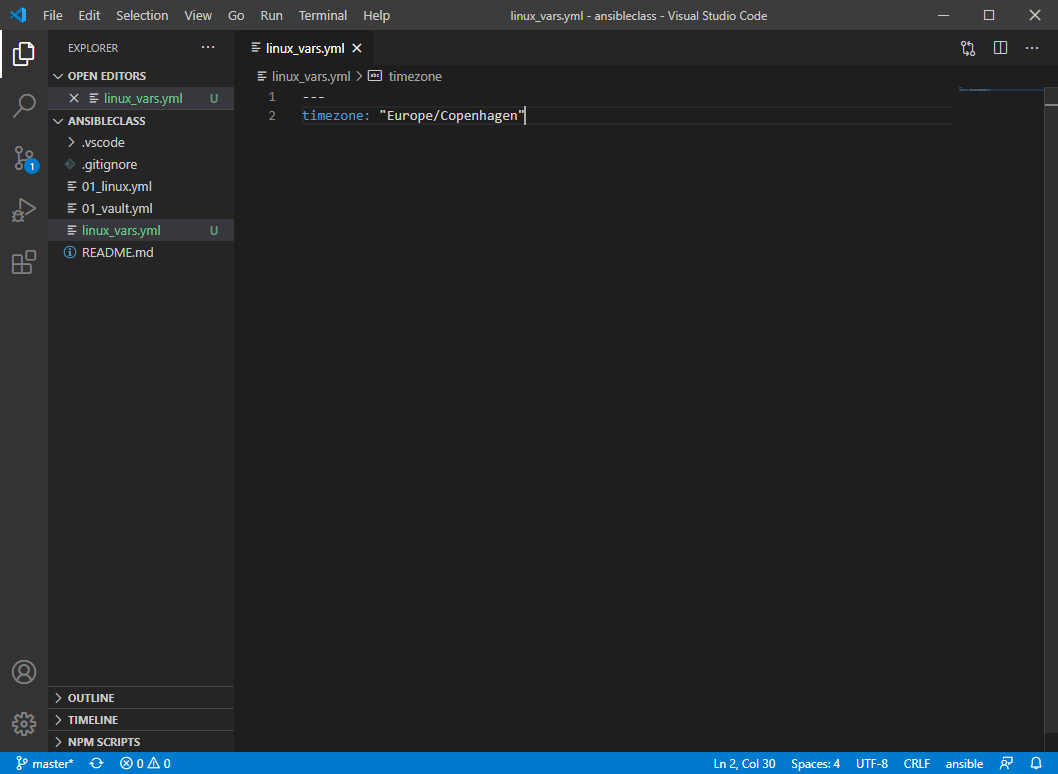 File Edit Selection View Go Run Terminal Help linux_vars.yml - ansibleclass - Visual Studio Code
EXPLORER
OPEN EDITORS
linux_vars.yml U
ANSIBLECLASS
.vscode
.gitignore
01_linux.yml
01_vault.yml
linux_vars.yml U
README.md
OUTLINE
TIMELINE
NPM SCRIPTS
linux_vars.yml
linux_vars.yml > abc timezone
1 ---
2 timezone: "Europe/Copenhagen"
1
master* 0 0 Ln 2, Col 30 Spaces: 4 UTF-8 CRLF ansible